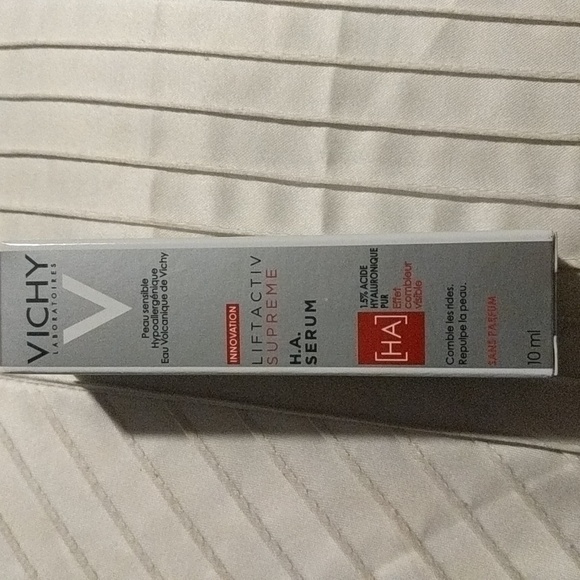 VICHY
LABORATOIRES
Peau sensible
Hypoallergénique
Eau Volcanique de Vichy
INNOVATION
LIFTACTIV
SUPREME
H.A.
SERUM
[HA]
1.5% ACIDE
HYALURONIQUE
PUR
Effet
combleur
visible
Comble les rides.
Repulpe la peau.
SANS PARFUM
10 ml